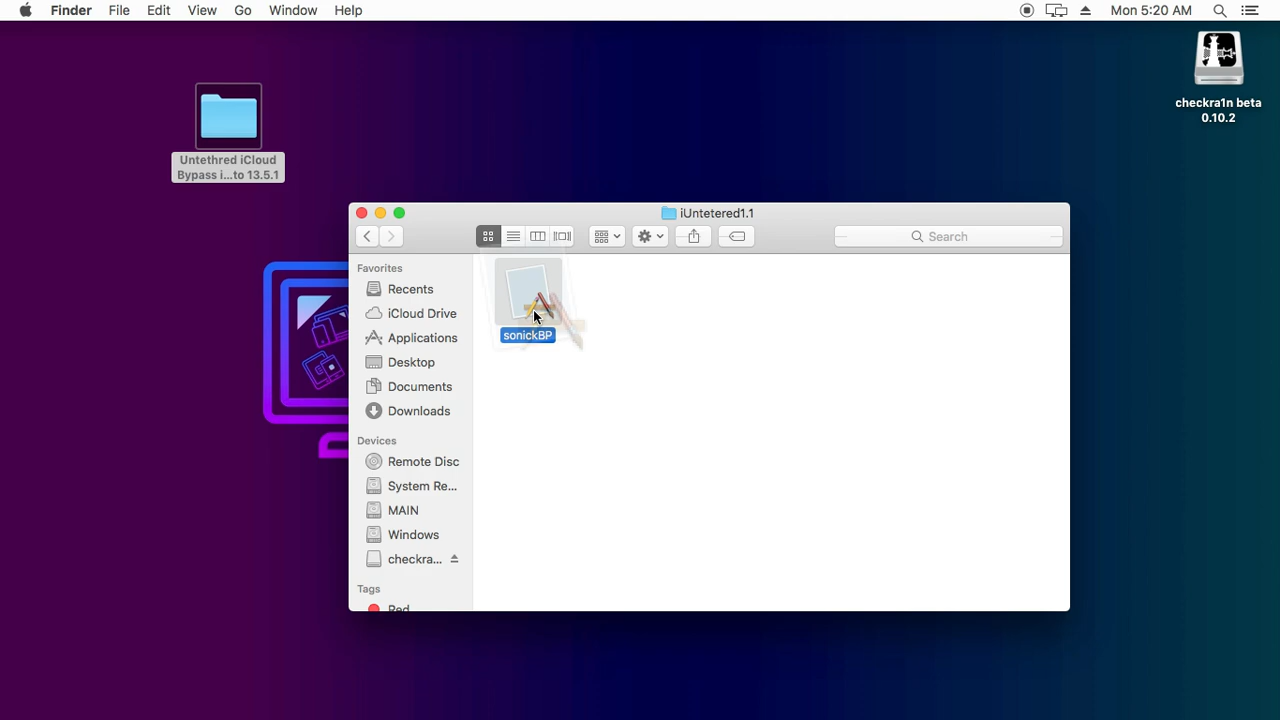 Finder File Edit View Go Window Help Mon 5:20 AM
checkra1n beta
0.10.2
Untethred iCloud
Bypass i...to 13.5.1
iUntetered1.1
Search
Favorites
Recents
iCloud Drive
Applications
Desktop
Documents
Downloads
Devices
Remote Disc
System Re...
MAIN
Windows
checkra...
Tags
Red
sonickBP